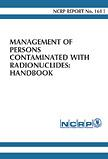 NCRP REPORT No. 161 I
MANAGEMENT OF
PERSONS
CONTAMINATED WITH
RADIONUCLIDES:
HANDBOOK
NCRP